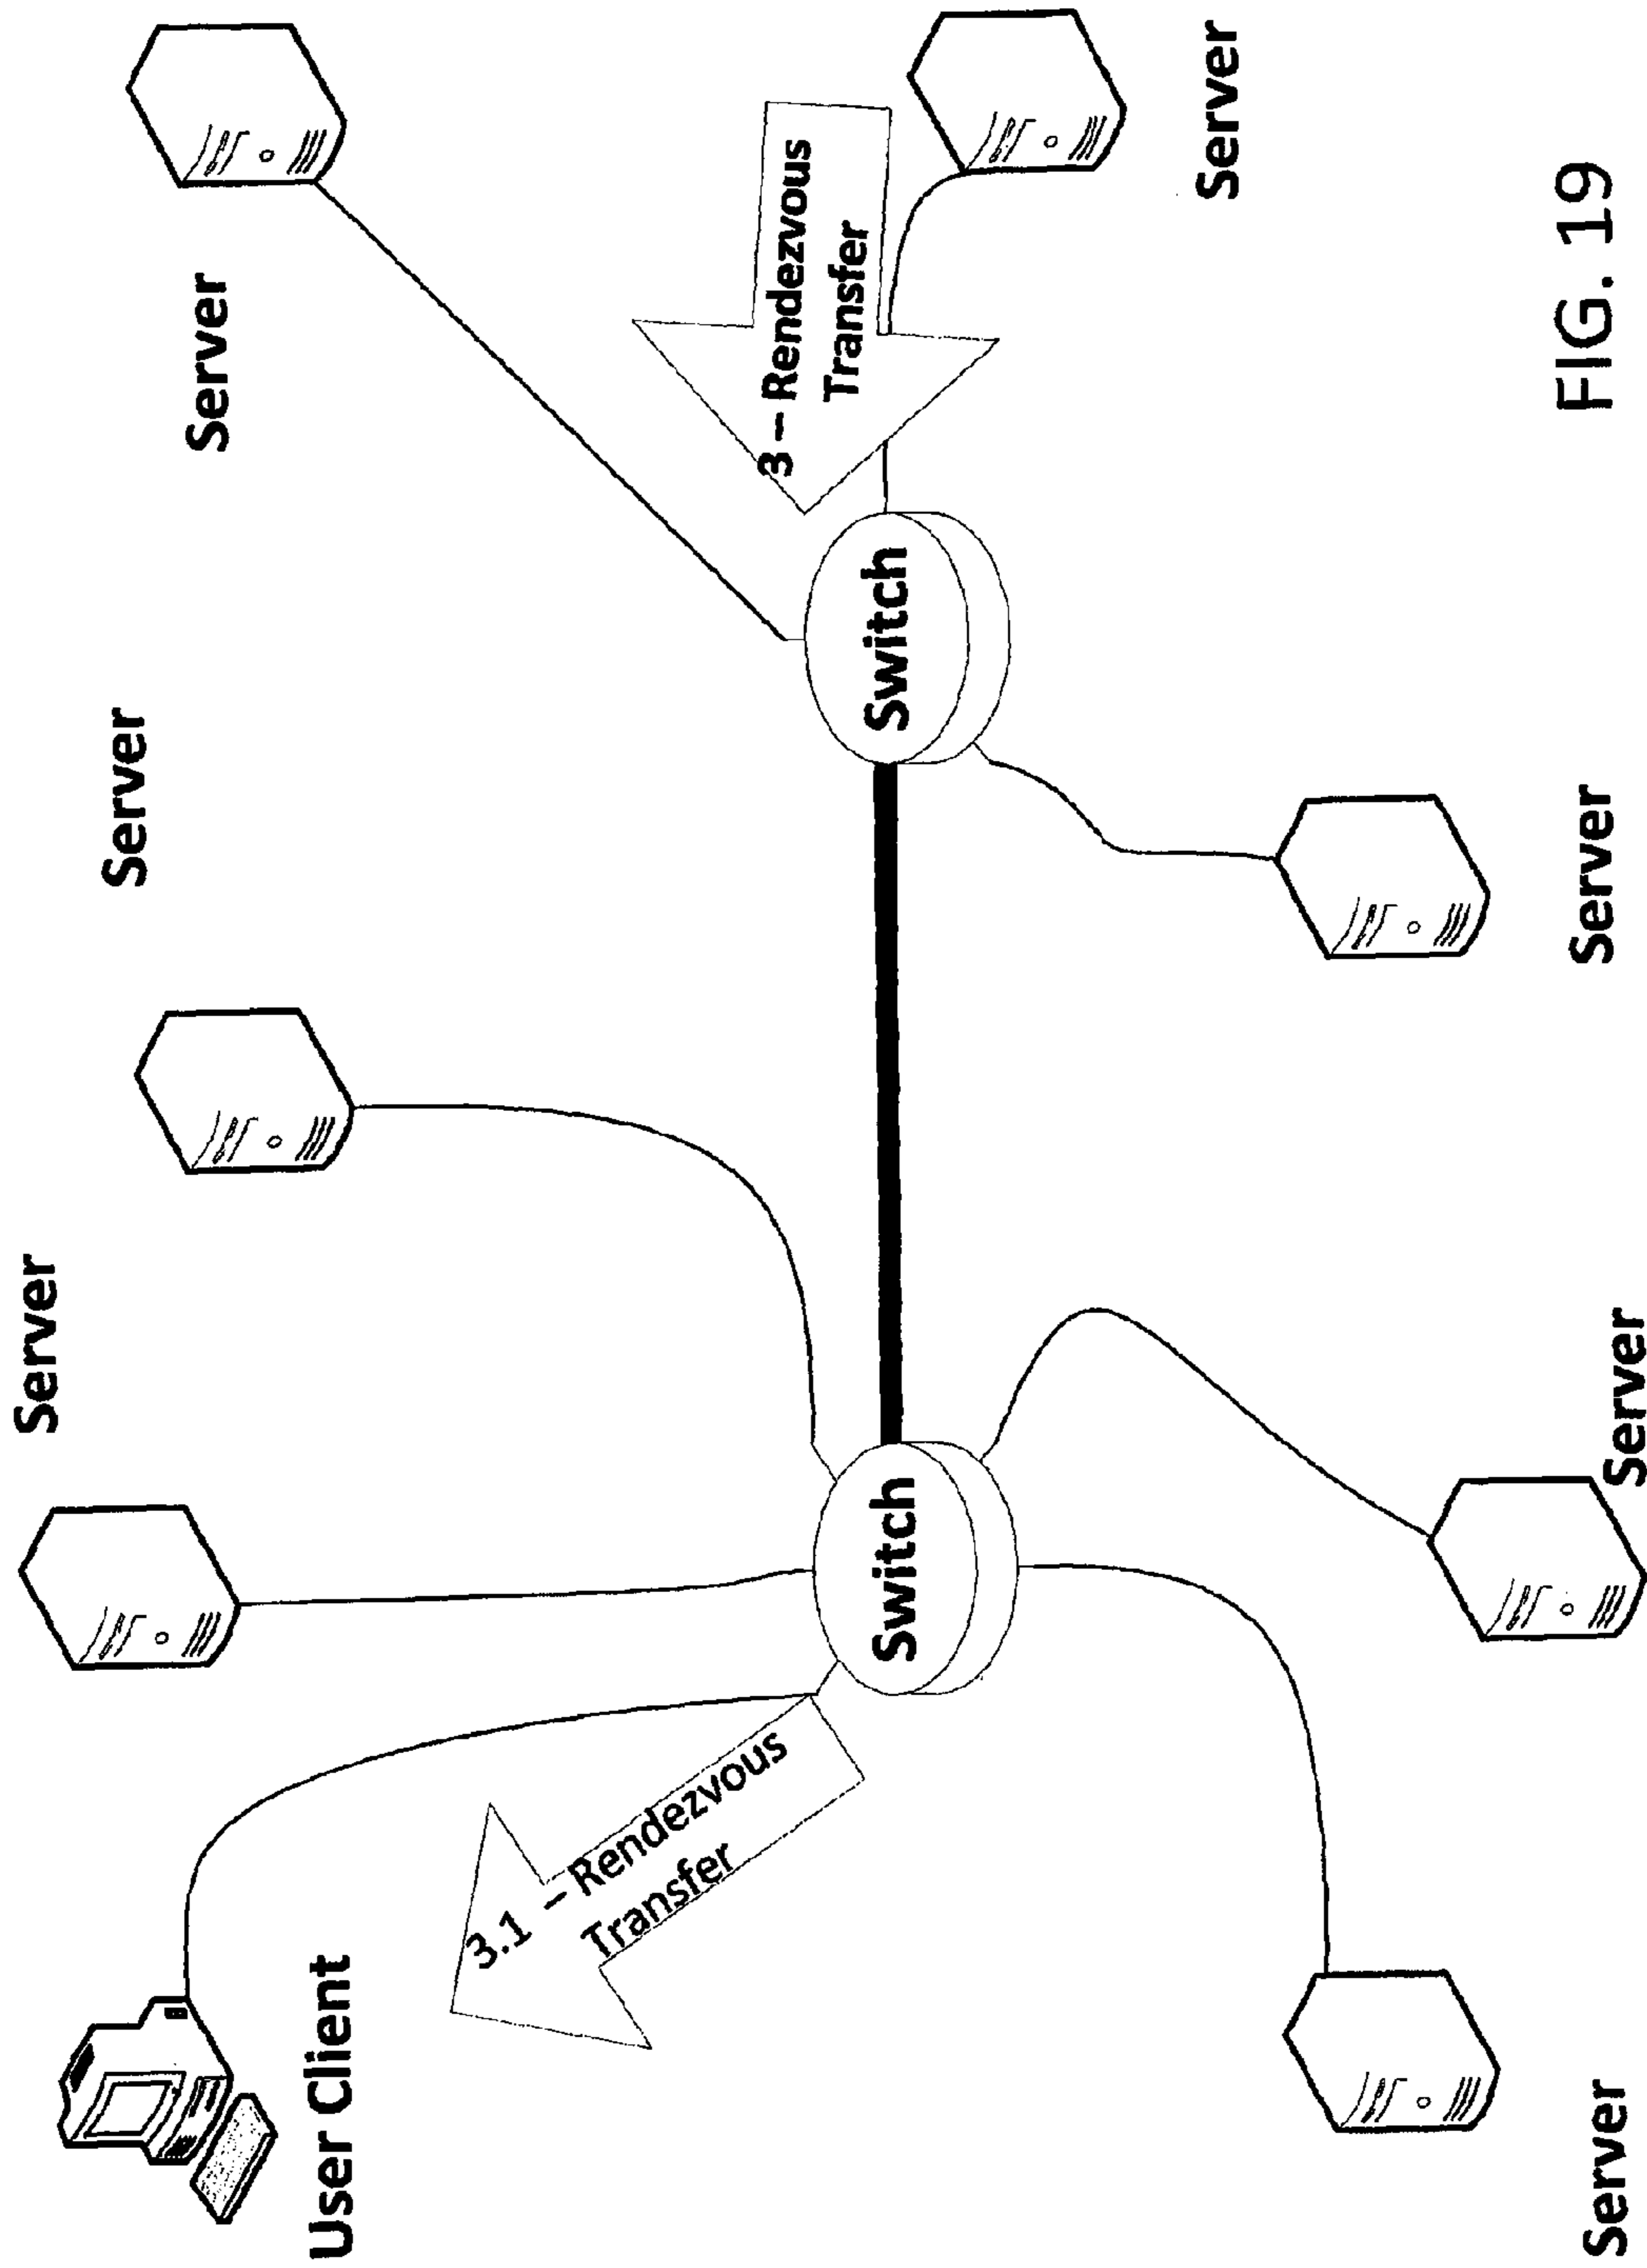 Server
Server
Server
User Client
3.1 – Rendezvous
Transfer
3 – Rendezvous
Transfer
Switch
Switch
Server
Server
Server
Server
FIG. 19